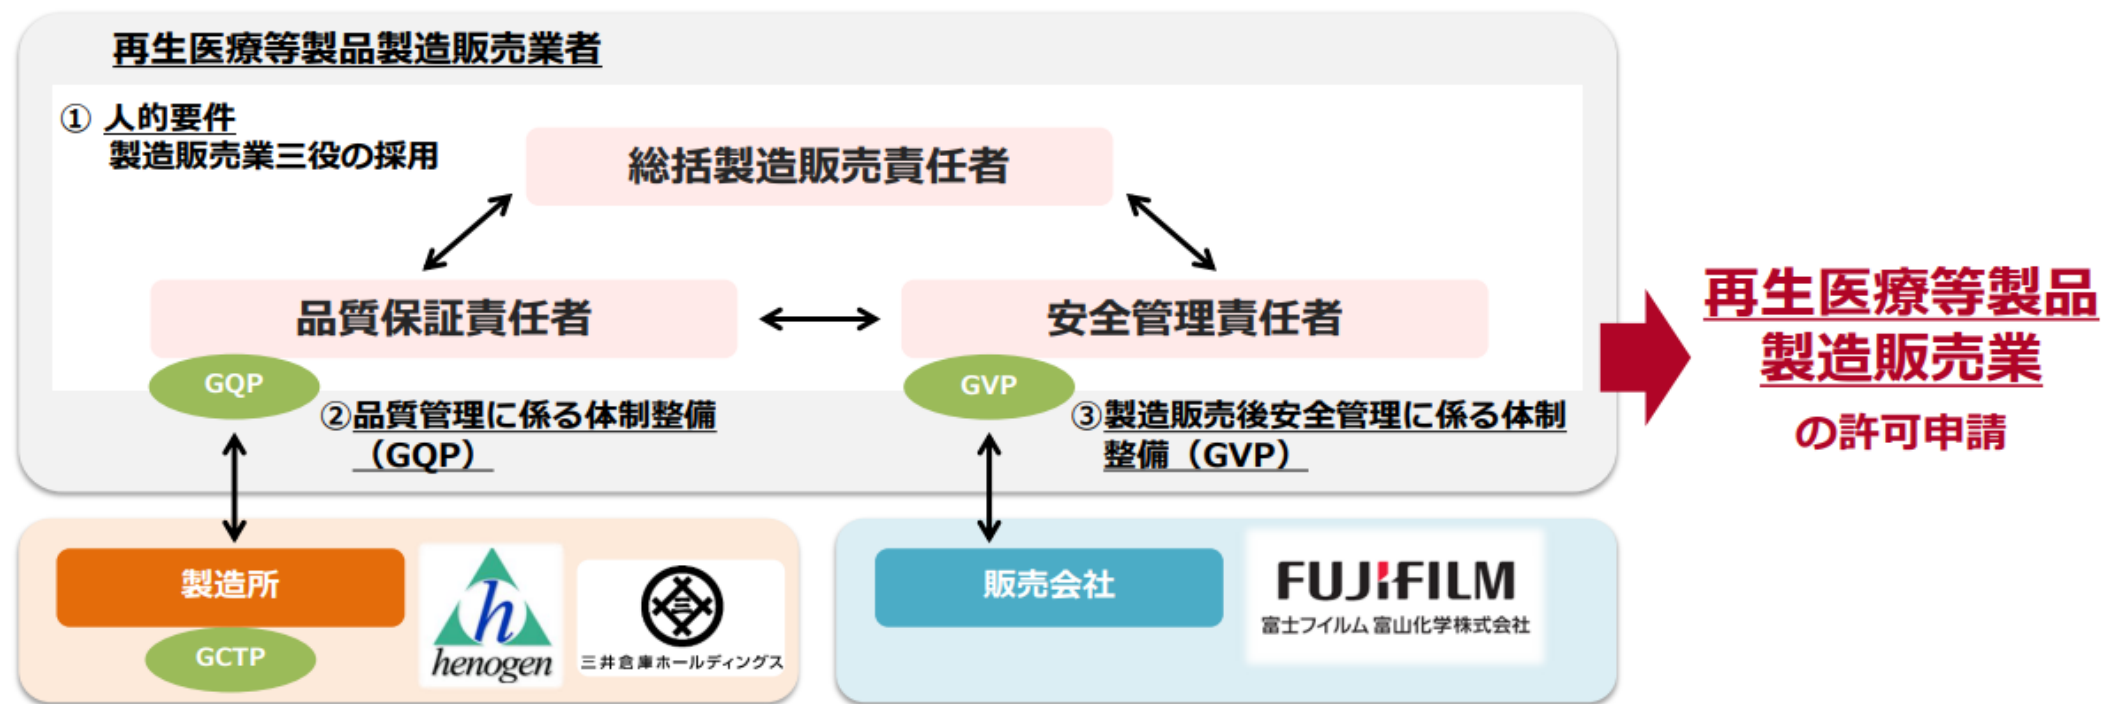 再生医療等製品製造販売業者
① 人的要件
製造販売業三役の採用
総括製造販売責任者
品質保証責任者
安全管理責任者
GQP
②品質管理に係る体制整備
（GQP）
GVP
③製造販売後安全管理に係る体制
整備（GVP）
再生医療等製品
製造販売業
の許可申請
製造所
GCTP
h
henogen
三
三井倉庫ホールディングス
販売会社
FUJIFILM
富士フイルム 富山化学株式会社